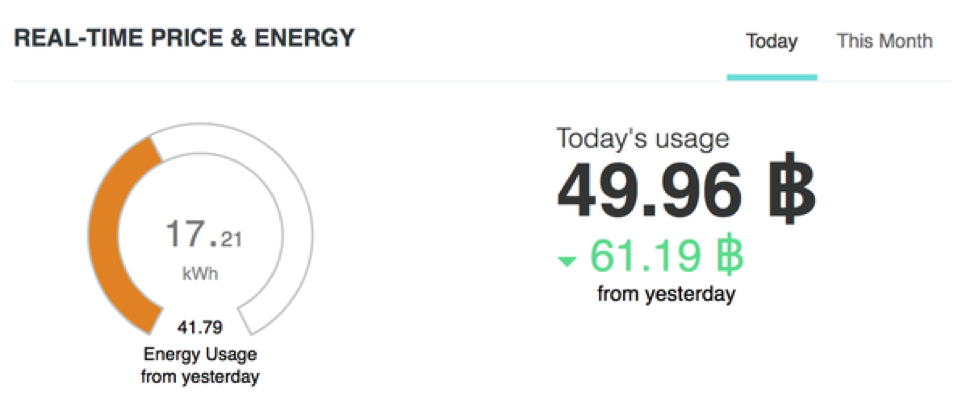 REAL-TIME PRICE & ENERGY
Today
This Month
17.21
kWh
41.79
Energy Usage
from yesterday
Today's usage
49.96 ฿
61.19 ฿
from yesterday